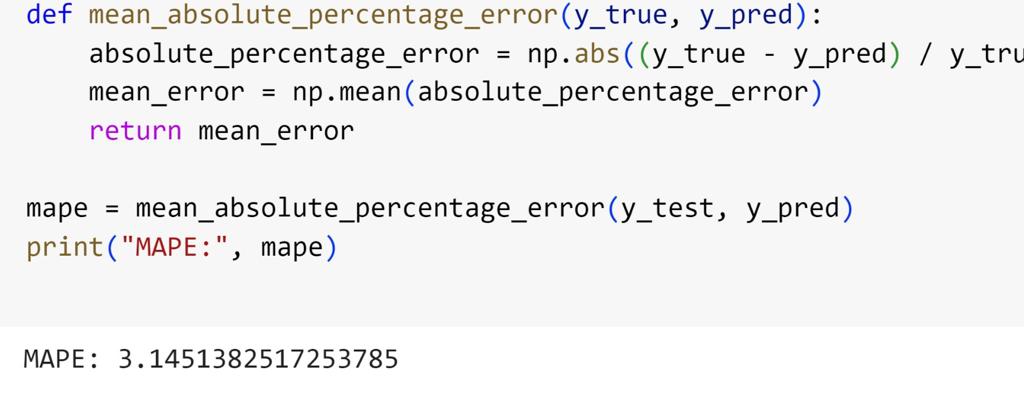 def mean_absolute_percentage_error(y_true, y_pred):
    absolute_percentage_error = np.abs((y_true - y_pred) / y_tru
    mean_error = np.mean(absolute_percentage_error)
    return mean_error
mape = mean_absolute_percentage_error(y_test, y_pred)
print("MAPE:", mape)
MAPE: 3.1451382517253785